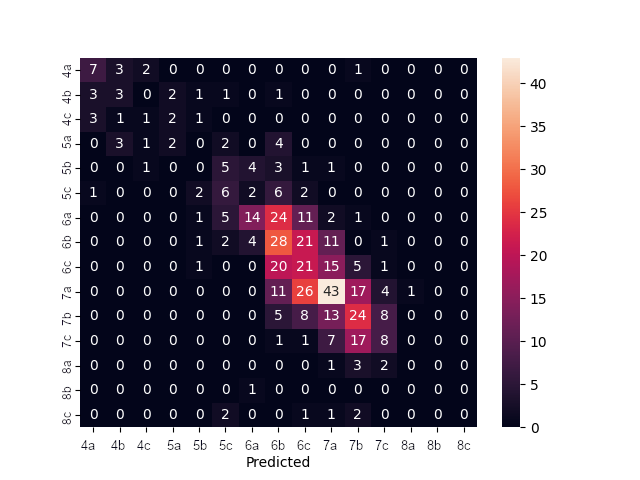 4a 7 3 2 0 0 0 0 0 0 0 1 0 0 0 0
4b 3 3 0 2 1 1 0 1 0 0 0 0 0 0 0
4c 3 1 1 2 1 0 0 0 0 0 0 0 0 0 0
5a 0 3 1 2 0 2 0 4 0 0 0 0 0 0 0
5b 0 0 1 0 0 5 4 3 1 1 0 0 0 0 0
5c 1 0 0 0 2 6 2 6 2 0 0 0 0 0 0
6a 0 0 0 0 1 5 14 24 11 2 1 0 0 0 0
6b 0 0 0 0 1 2 4 28 21 11 0 1 0 0 0
6c 0 0 0 0 1 0 0 20 21 15 5 1 0 0 0
7a 0 0 0 0 0 0 0 11 26 43 17 4 1 0 0
7b 0 0 0 0 0 0 0 5 8 13 24 8 0 0 0
7c 0 0 0 0 0 0 0 1 1 7 17 8 0 0 0
8a 0 0 0 0 0 0 0 0 0 1 3 2 0 0 0
8b 0 0 0 0 0 0 1 0 0 0 0 0 0 0 0
8c 0 0 0 0 0 2 0 0 1 1 2 0 0 0 0
4a 4b 4c 5a 5b 5c 6a 6b 6c 7a 7b 7c 8a 8b 8c
Predicted
40
35
30
25
20
15
10
5
0